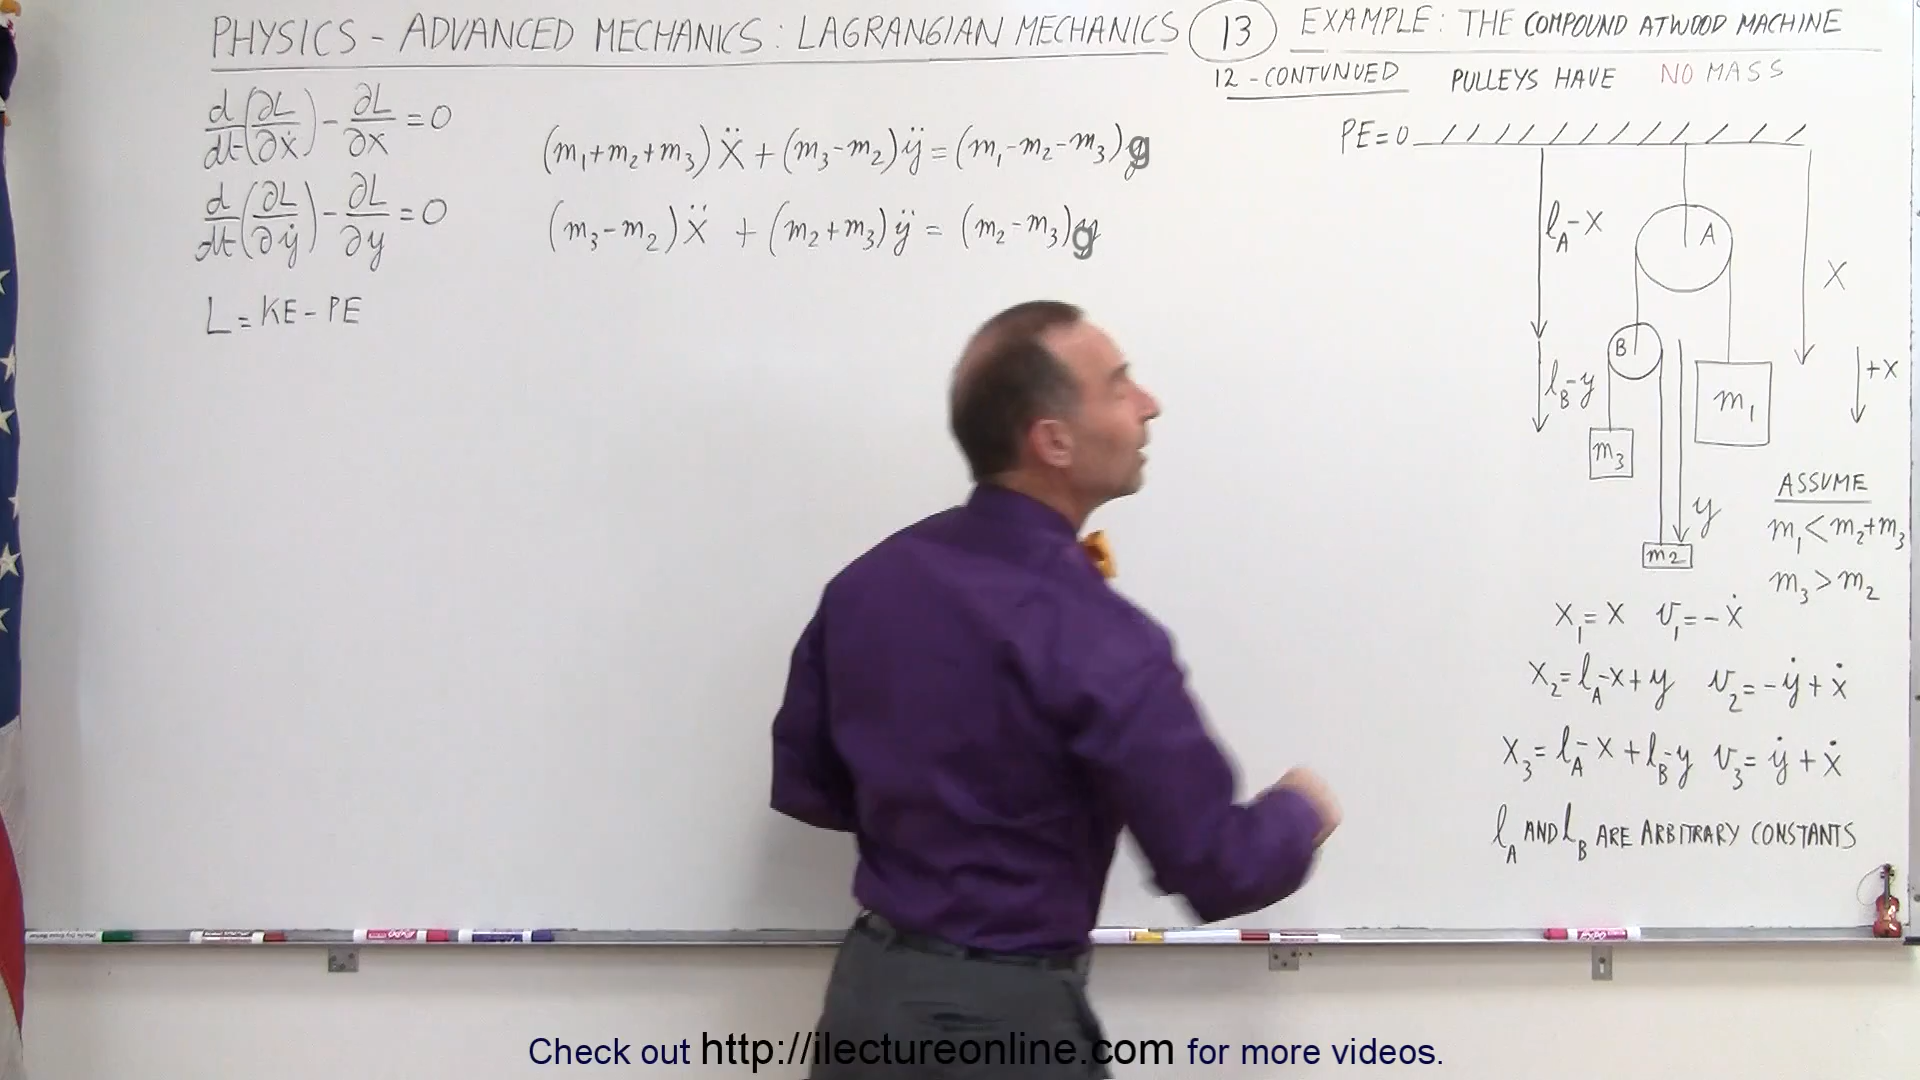 PHYSICS - ADVANCED MECHANICS : LAGRANGIAN MECHANICS 13 EXAMPLE : THE COMPOUND ATWOOD MACHINE
12 - CONTVNUED PULLEYS HAVE NO MASS
d/dt(∂L/∂ẋ) - ∂L/∂x = 0
(m₁+m₂+m₃)ẍ + (m₃-m₂)ÿ = (m₁-m₂-m₃)g
d/dt(∂L/∂ẏ) - ∂L/∂y = 0
(m₃-m₂)ẍ + (m₂+m₃)ÿ = (m₂-m₃)g
L = KE - PE
PE=0
l_A-x
A
x
B
l_B-y
+x
m₁
m₃
y
m₂
ASSUME
m₁<m₂+m₃
m₃>m₂
x₁=x v₁=-ẋ
x₂=l_A-x+y v₂=-ẏ+ẋ
x₃=l_A-x+l_B-y v₃=ẏ+ẋ
l_A AND l_B ARE ARBITRARY CONSTANTS
EXPO
Check out http://ilectureonline.com for more videos.